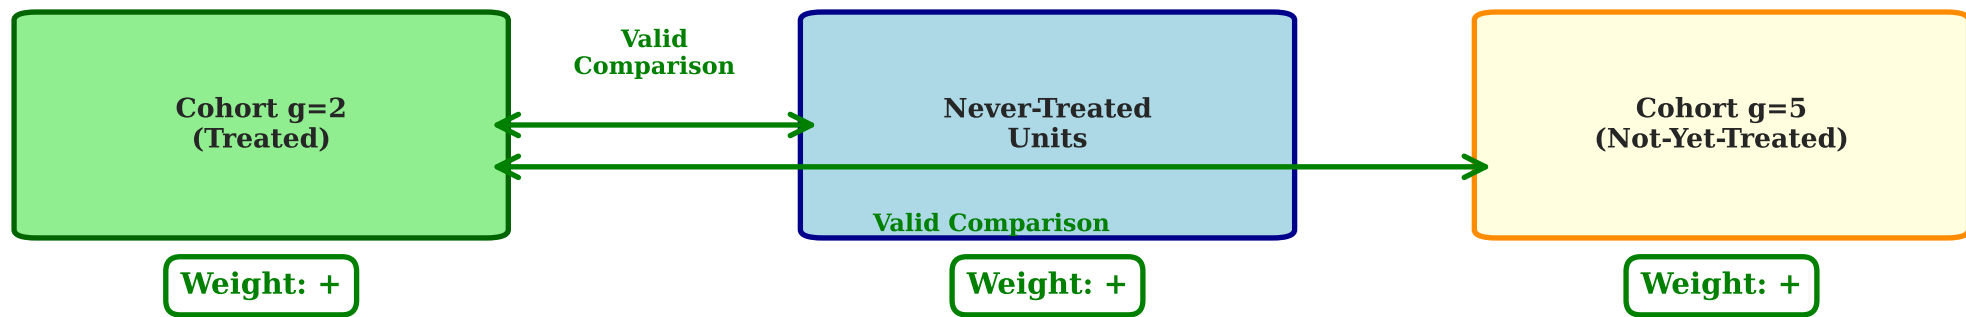 Cohort g=2
(Treated)
Valid
Comparison
Never-Treated
Units
Valid Comparison
Cohort g=5
(Not-Yet-Treated)
Weight: +
Weight: +
Weight: +